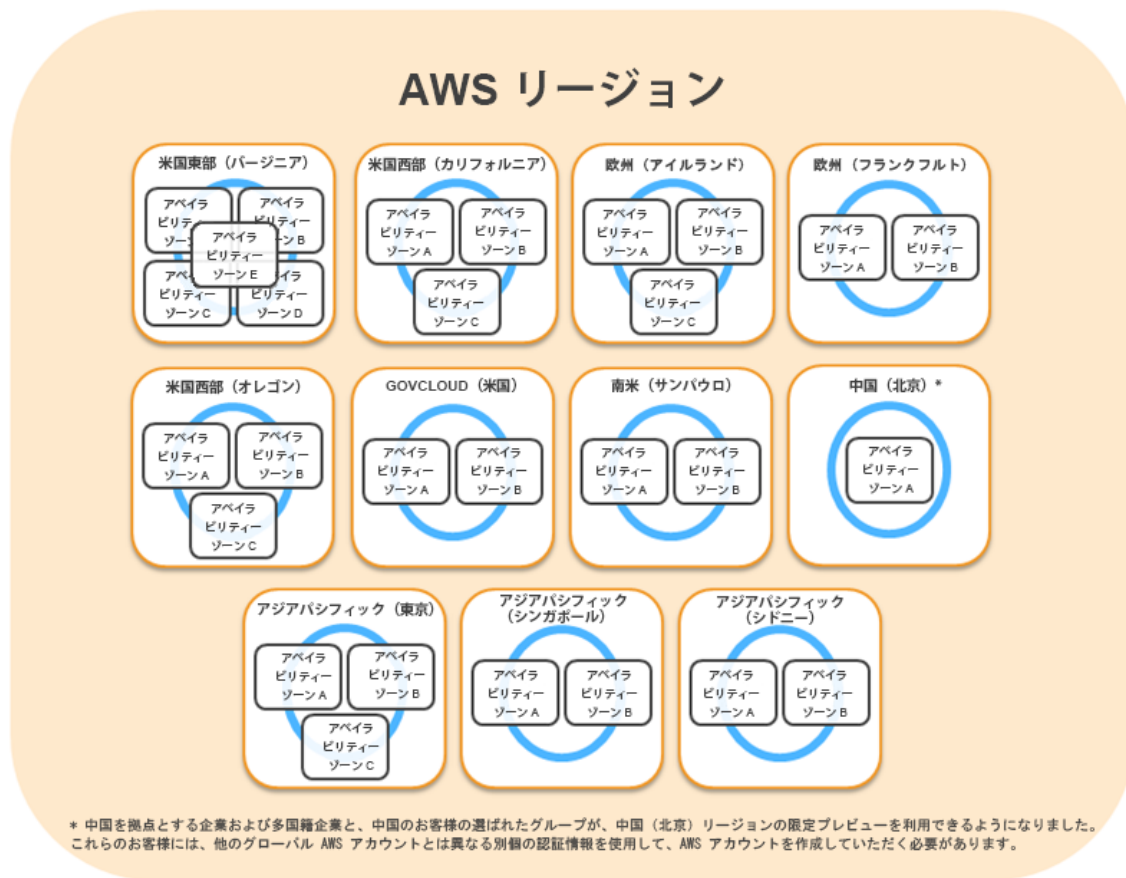 AWS リージョン
米国東部（バージニア）
アベイラ
ビリティー
ゾーン
アベイラ
ビリティー
ゾーン B
アベイラ
ビリティー
ゾーン E
アベイラ
ビリティー
ゾーン C
アベイラ
ビリティー
ゾーン D
米国西部（カリフォルニア）
アベイラ
ビリティー
ゾーン A
アベイラ
ビリティー
ゾーン B
アベイラ
ビリティー
ゾーン C
欧州（アイルランド）
アベイラ
ビリティー
ゾーン A
アベイラ
ビリティー
ゾーン B
アベイラ
ビリティー
ゾーン C
欧州（フランクフルト）
アベイラ
ビリティー
ゾーン A
アベイラ
ビリティー
ゾーン B
米国西部（オレゴン）
アベイラ
ビリティー
ゾーン A
アベイラ
ビリティー
ゾーン B
アベイラ
ビリティー
ゾーン C
GOVCLOUD（米国）
アベイラ
ビリティー
ゾーン A
アベイラ
ビリティー
ゾーン B
南米（サンパウロ）
アベイラ
ビリティー
ゾーン A
アベイラ
ビリティー
ゾーン B
中国（北京）*
アベイラ
ビリティー
ゾーン A
アジアパシフィック（東京）
アベイラ
ビリティー
ゾーン A
アベイラ
ビリティー
ゾーン B
アベイラ
ビリティー
ゾーン C
アジアパシフィック
（シンガポール）
アベイラ
ビリティー
ゾーン A
アベイラ
ビリティー
ゾーン B
アジアパシフィック
（シドニー）
アベイラ
ビリティー
ゾーン A
アベイラ
ビリティー
ゾーン B
* 中国を拠点とする企業および多国籍企業と、中国のお客様の選ばれたグループが、中国（北京）リージョンの限定プレビューを利用できるようになりました。
これらのお客様には、他のグローバル AWS アカウントとは異なる別個の認証情報を使用して、AWS アカウントを作成していただく必要があります。